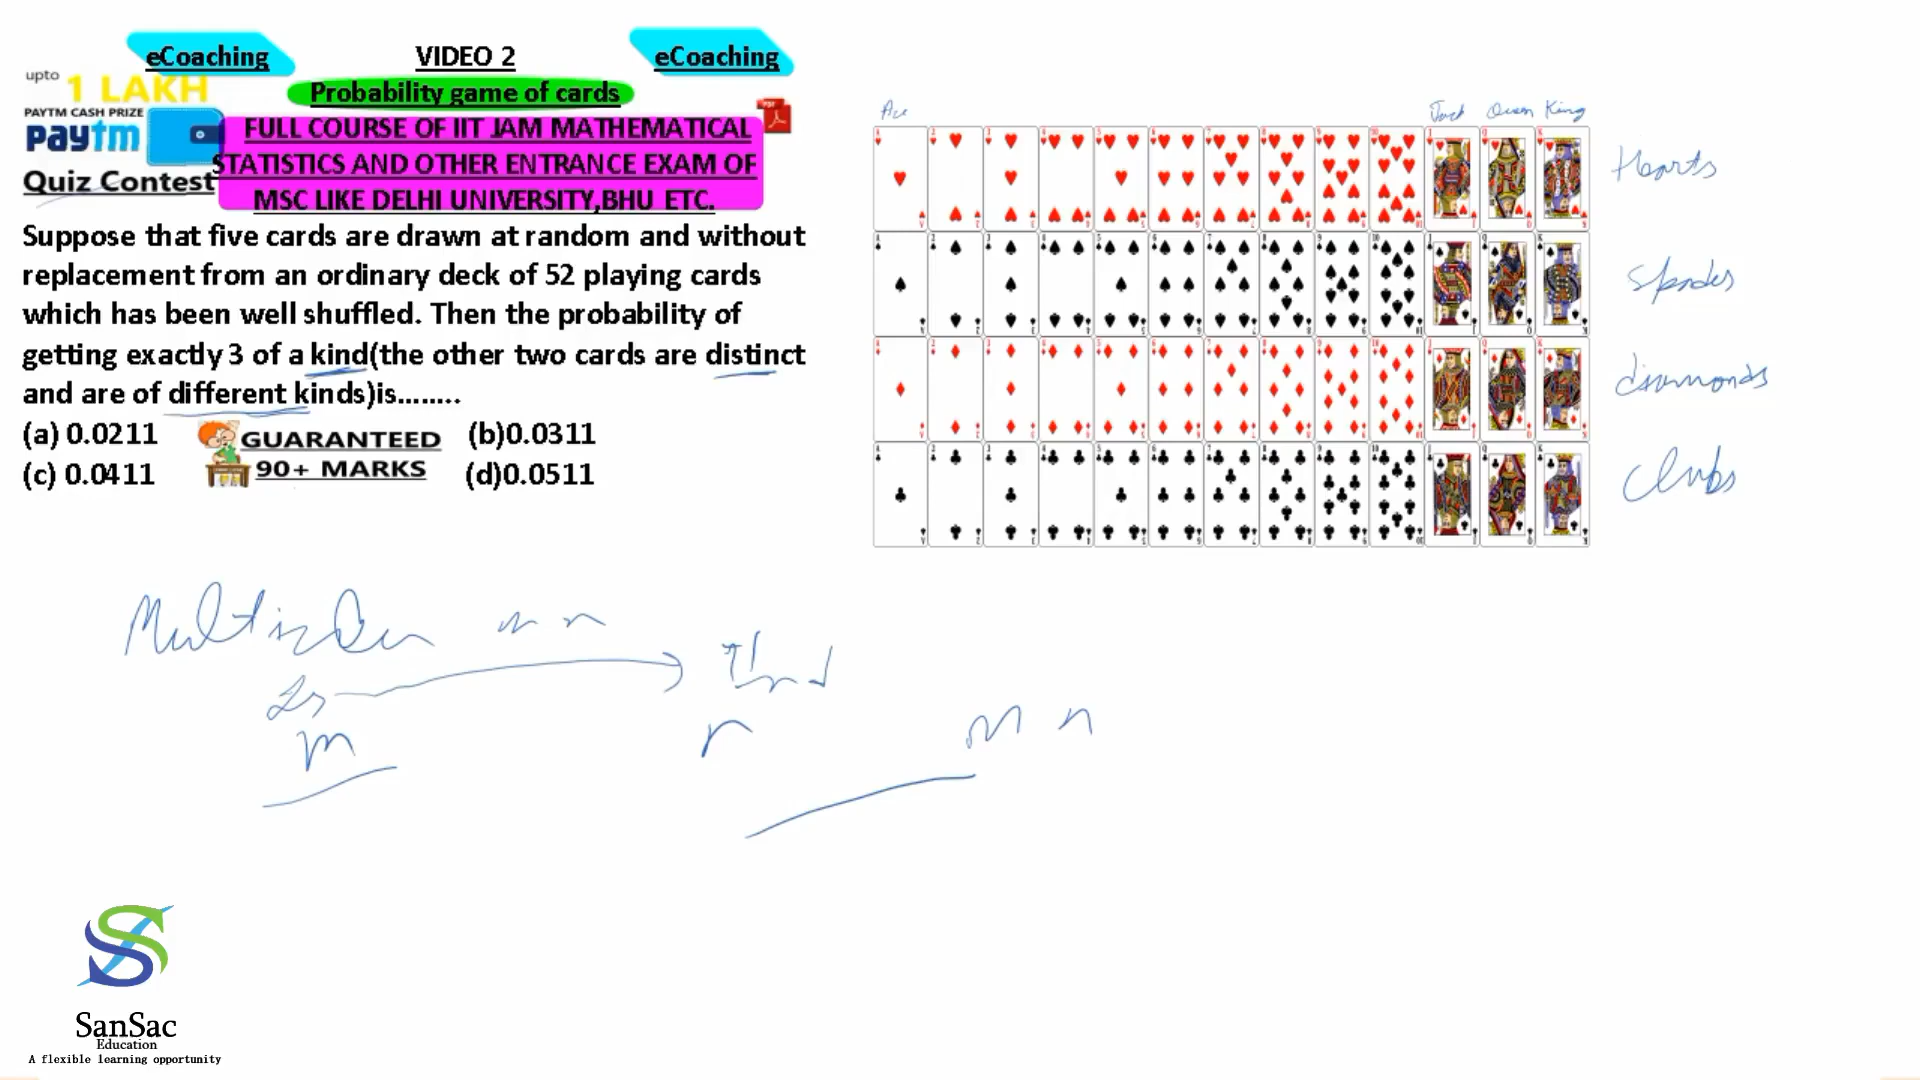 eCoaching VIDEO 2 eCoaching
upto
1 LAKH
PAYTM CASH PRIZE
paytm
Quiz Contest
Probability game of cards
FULL COURSE OF IIT JAM MATHEMATICAL
STATISTICS AND OTHER ENTRANCE EXAM OF
MSC LIKE DELHI UNIVERSITY,BHU ETC.
Suppose that five cards are drawn at random and without
replacement from an ordinary deck of 52 playing cards
which has been well shuffled. Then the probability of
getting exactly 3 of a kind(the other two cards are distinct
and are of different kinds)is........
(a) 0.0211 (b)0.0311
(c) 0.0411 (d)0.0511
GUARANTEED
90+ MARKS
Ace Queen King
Hearts
Spades
diamonds
Clubs
m n
m
m n
SanSac
Education
A flexible learning opportunity